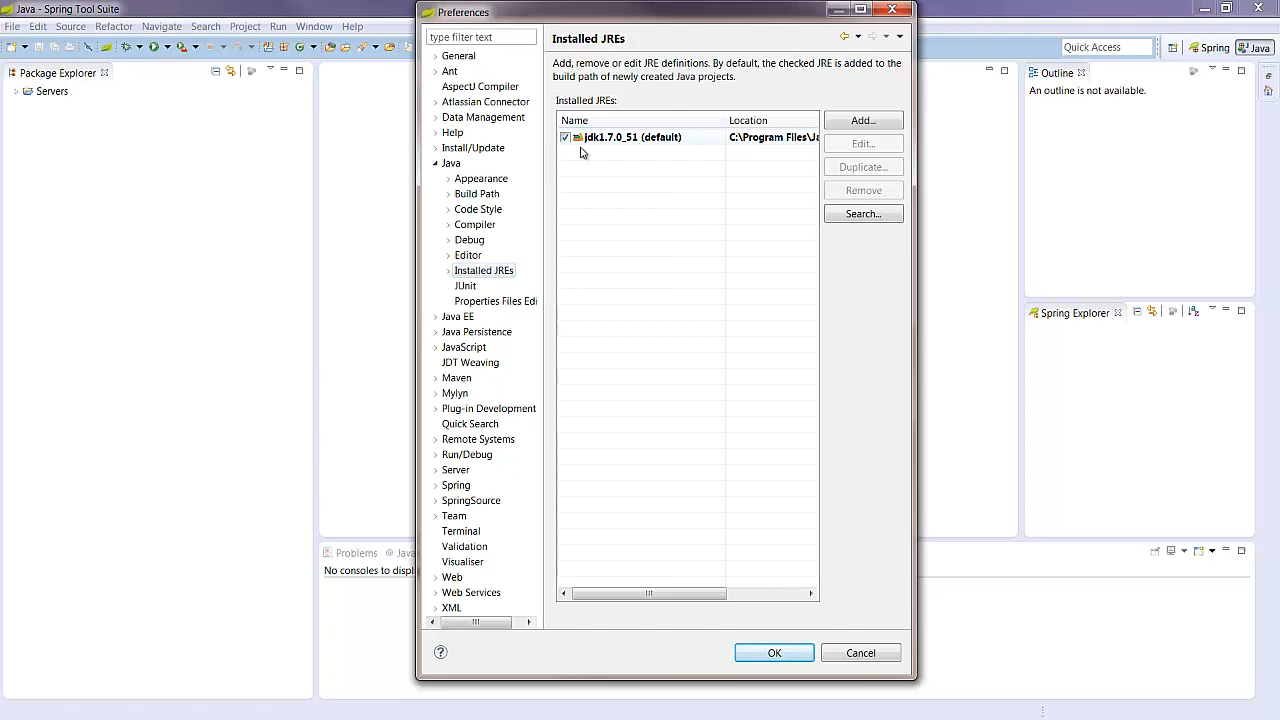 Java - Spring Tool Suite
File Edit Source Refactor Navigate Search Project Run Window Help
Quick Access
Spring
Java
Package Explorer
Servers
Preferences
type filter text
General
Ant
AspectJ Compiler
Atlassian Connector
Data Management
Help
Install/Update
Java
Appearance
Build Path
Code Style
Compiler
Debug
Editor
Installed JREs
JUnit
Properties Files Edi
Java EE
Java Persistence
JavaScript
JDT Weaving
Maven
Mylyn
Plug-in Development
Quick Search
Remote Systems
Run/Debug
Server
Spring
SpringSource
Team
Terminal
Validation
Visualiser
Web
Web Services
XML
Installed JREs
Add, remove or edit JRE definitions. By default, the checked JRE is added to the
build path of newly created Java projects.
Installed JREs:
Name Location
jdk1.7.0_51 (default) C:\Program Files\Ja
Add...
Edit...
Duplicate...
Remove
Search...
OK
Cancel
Outline
An outline is not available.
Spring Explorer
Problems @ Java
No consoles to displ